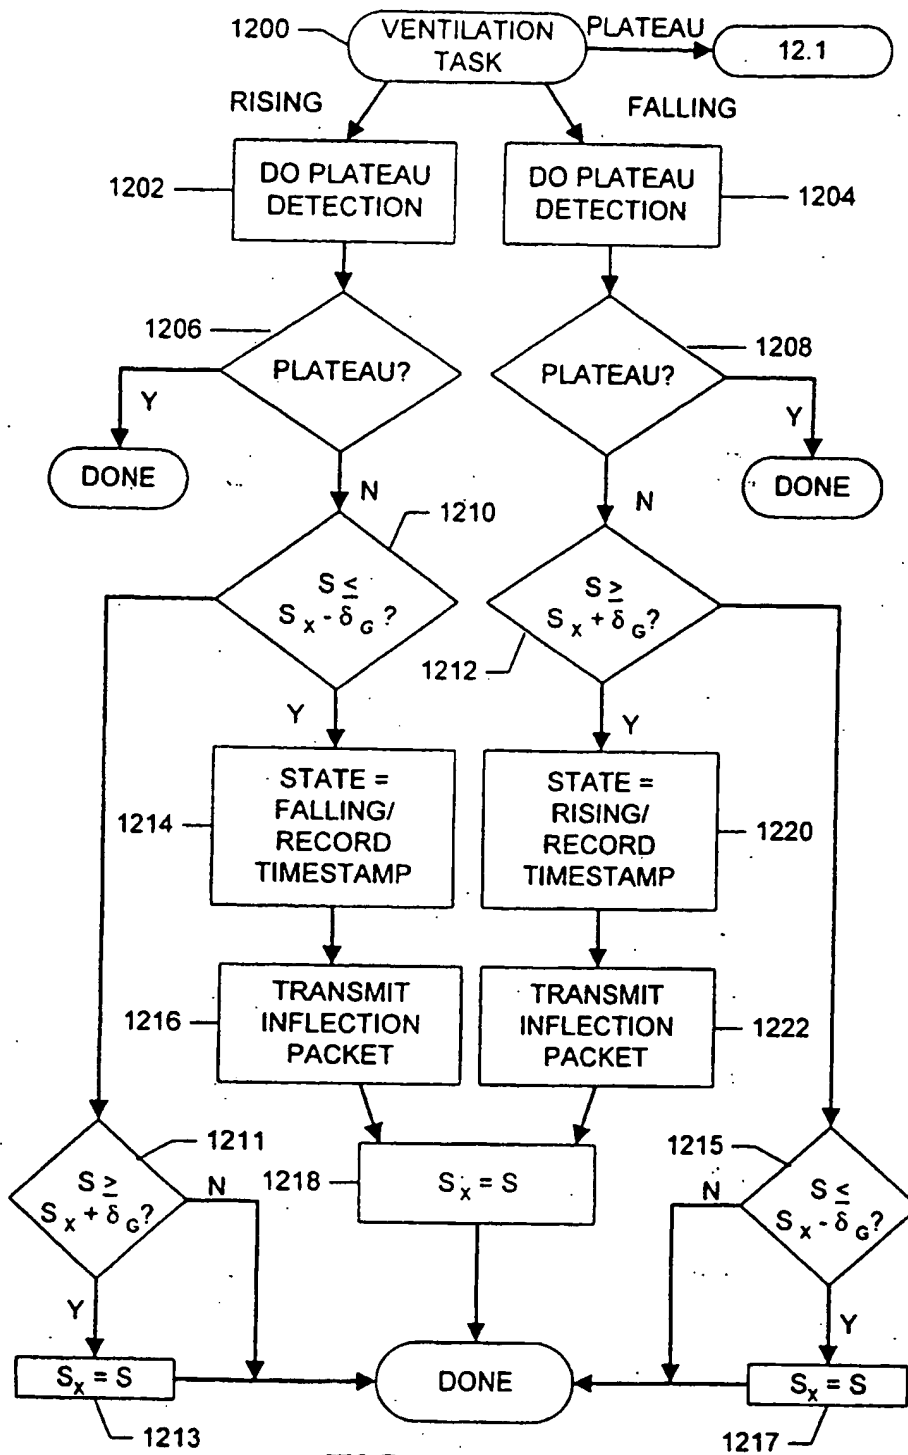 1200
VENTILATION
TASK
PLATEAU
12.1
RISING
FALLING
1202
DO PLATEAU
DETECTION
DO PLATEAU
DETECTION
1204
1206
PLATEAU?
PLATEAU?
1208
Y
Y
DONE
DONE
N
N
1210
S ≤
S x - δ G ?
S ≥
S x + δ G ?
1212
Y
Y
1214
STATE =
FALLING/
RECORD
TIMESTAMP
STATE =
RISING/
RECORD
TIMESTAMP
1220
1216
TRANSMIT
INFLECTION
PACKET
TRANSMIT
INFLECTION
PACKET
1222
1211
S ≥
S x + δ G ?
N
1218
S x = S
1215
N
S ≤
S x - δ G ?
Y
Y
S x = S
DONE
S x = S
1213
1217